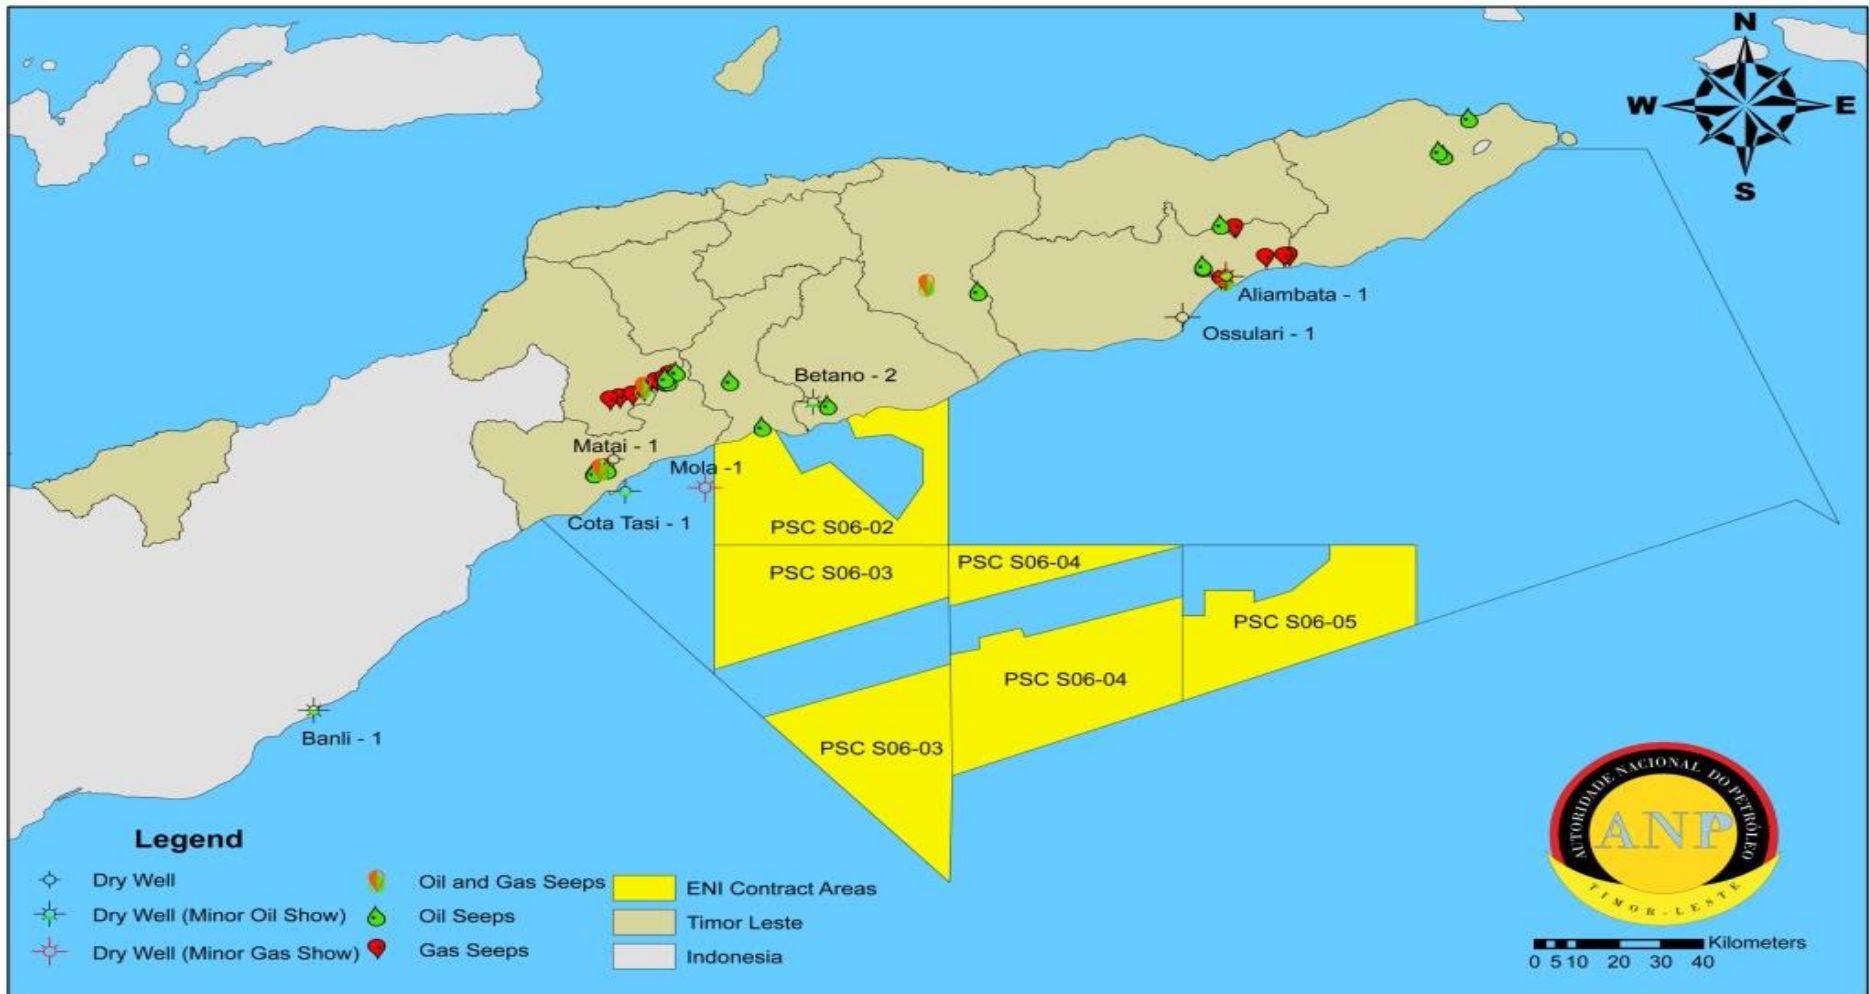 N
W
E
S
Aliambata - 1
Ossulari - 1
Betano - 2
Matai - 1
Mola -1
Cota Tasi - 1
PSC S06-02
PSC S06-03
PSC S06-04
PSC S06-05
PSC S06-04
PSC S06-03
Banli - 1
Legend
Dry Well
Dry Well (Minor Oil Show)
Dry Well (Minor Gas Show)
Oil and Gas Seeps
Oil Seeps
Gas Seeps
ENI Contract Areas
Timor Leste
Indonesia
AUTORIDADE NACIONAL DO PETRÓLEO
ANP
TIMOR-LESTE
Kilometers
0 5 10 20 30 40